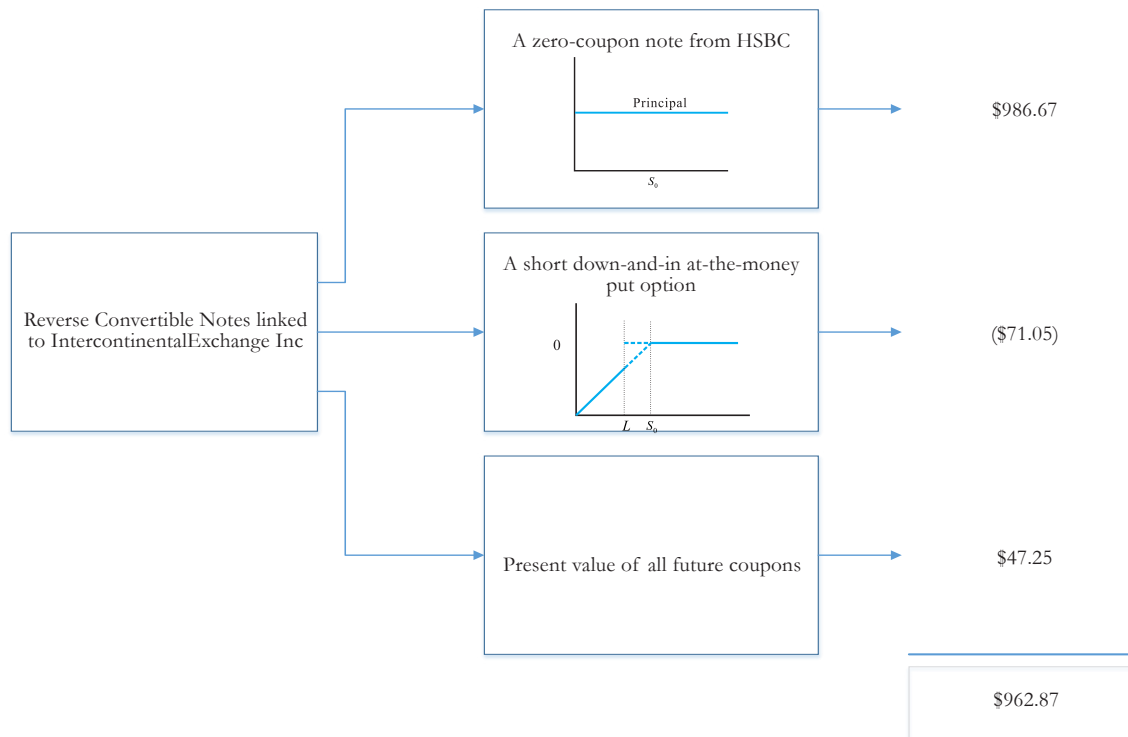 A zero-coupon note from HSBC
Principal
S₀
$986.67
Reverse Convertible Notes linked
to IntercontinentalExchange Inc
A short down-and-in at-the-money
put option
0
L S₀
($71.05)
Present value of all future coupons
$47.25
$962.87